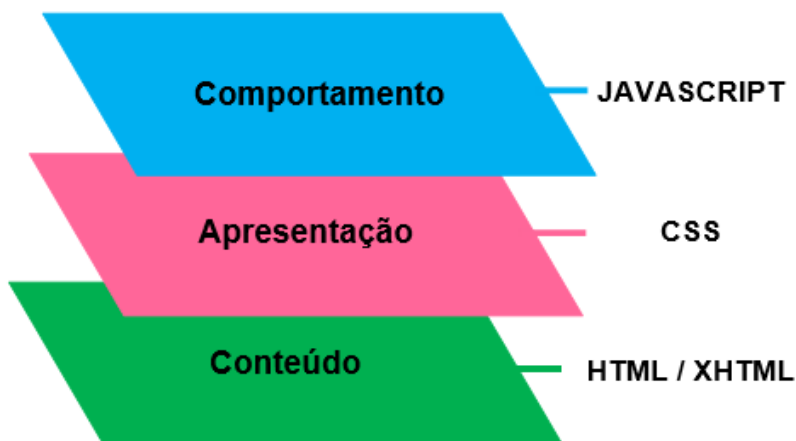 Comportamento
JAVASCRIPT
Apresentação
CSS
Conteúdo
HTML / XHTML